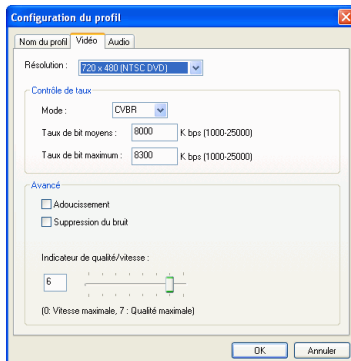 Configuration du profil
Nom du profil Vidéo Audio
Résolution : 720 x 480 (NTSC DVD)
Contrôle de taux
Mode : CVBR
Taux de bit moyens : 8000 K bps (1000-25000)
Taux de bit maximum : 8300 K bps (1000-25000)
Avancé
Adoucissement
Suppression du bruit
Indicateur de qualité/vitesse :
6
(0: Vitesse maximale, 7 : Qualité maximale)
OK Annuler